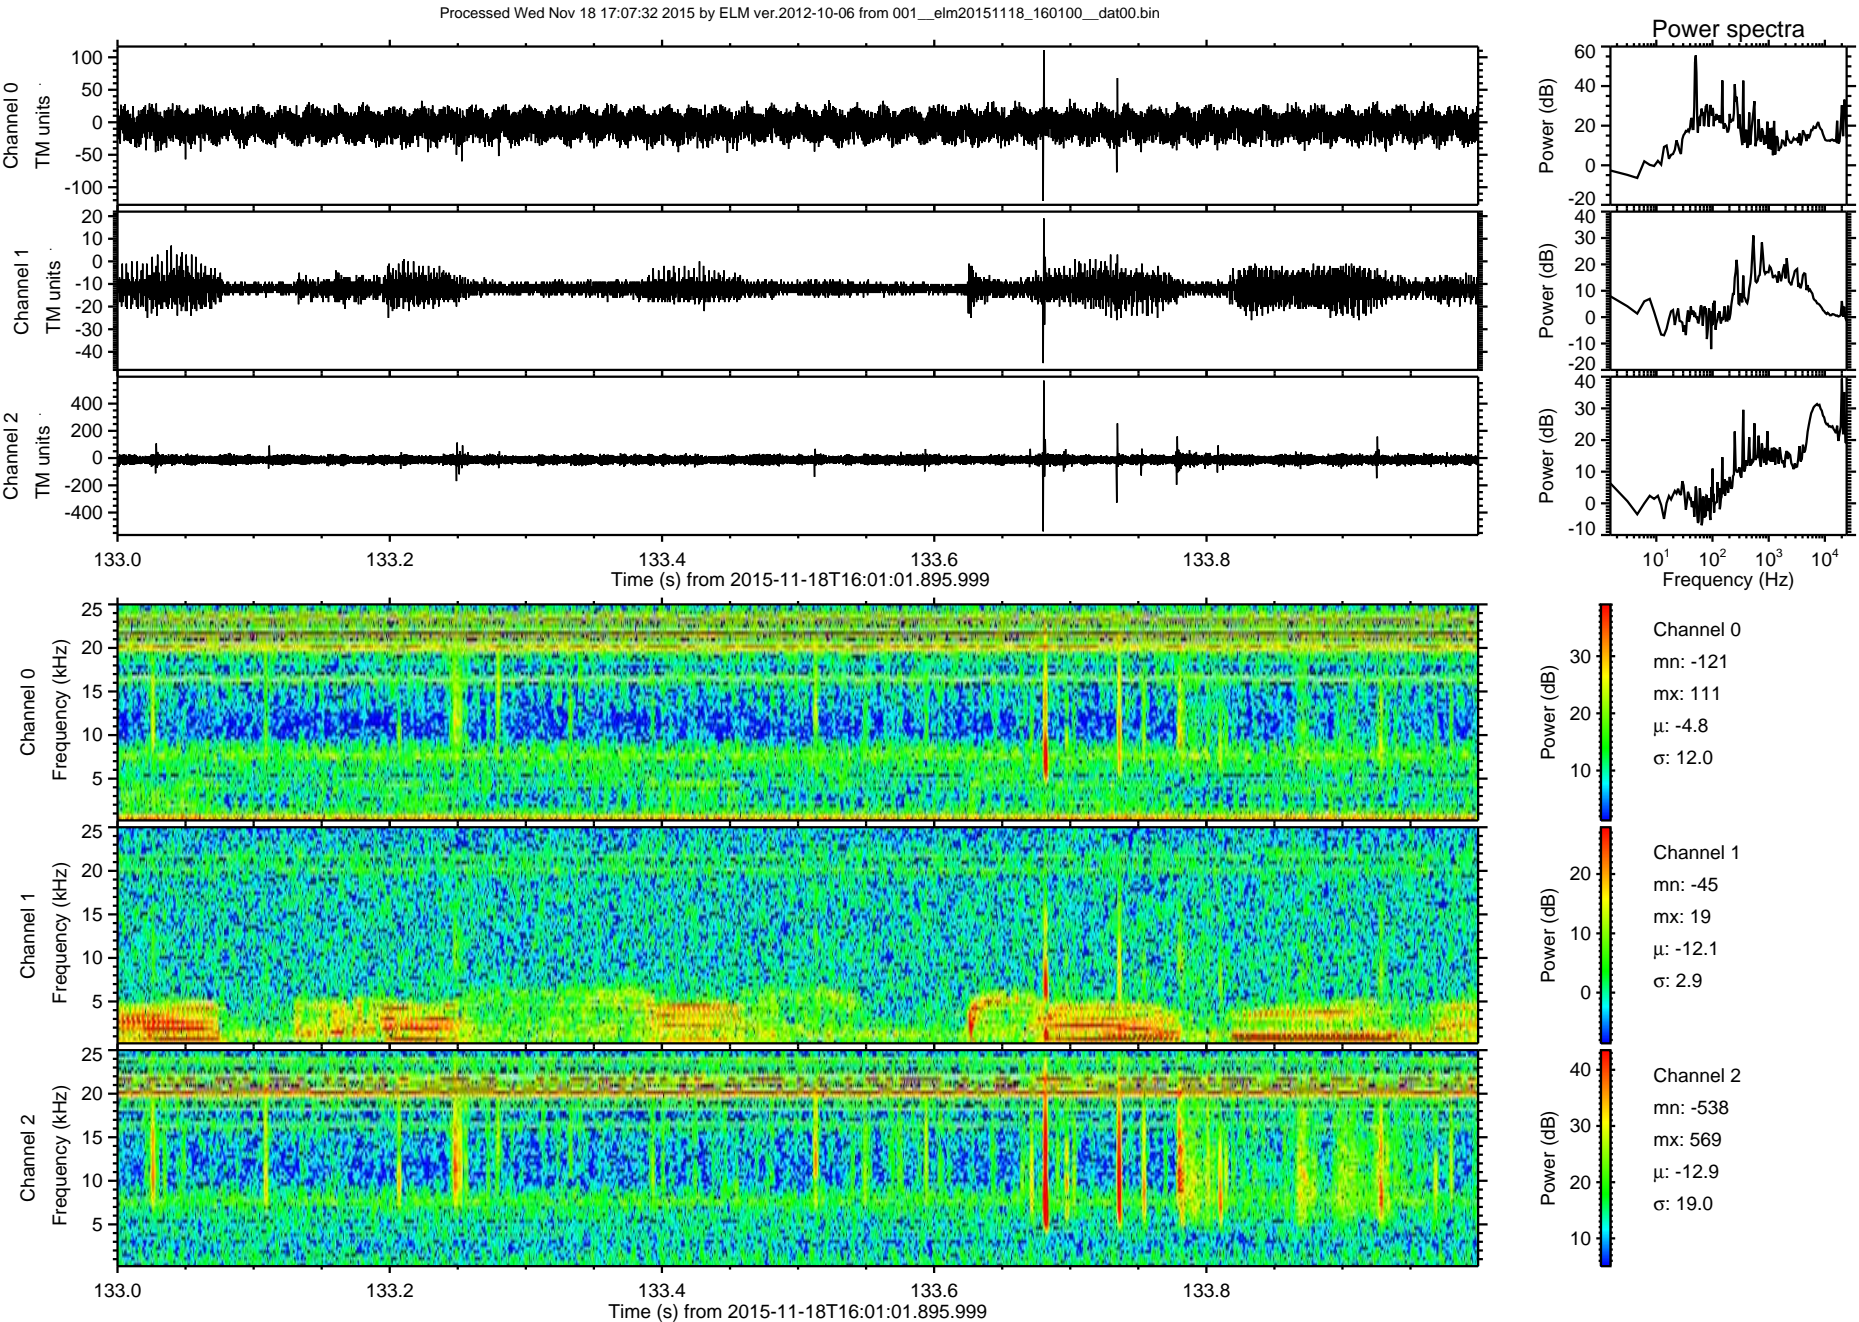 Processed Wed Nov 18 17:07:32 2015 by ELM ver.2012-10-06 from 001__elm20151118_160100__dat00.bin
Power spectra
Channel 0
TM units
100
50
0
-50
-100
Power (dB)
60
40
20
0
-20
Channel 1
TM units
20
10
0
-10
-20
-30
-40
Power (dB)
40
30
20
10
0
-10
-20
Channel 2
TM units
400
200
0
-200
-400
Power (dB)
40
30
20
10
0
-10
133.0 133.2 133.4 133.6 133.8
Time (s) from 2015-11-18T16:01:01.895.999
10¹ 10² 10³ 10⁴
Frequency (Hz)
Channel 0
Frequency (kHz)
25
20
15
10
5
Power (dB)
30
20
10
Channel 0
mn: -121
mx: 111
μ: -4.8
σ: 12.0
Channel 1
Frequency (kHz)
25
20
15
10
5
Power (dB)
20
10
0
Channel 1
mn: -45
mx: 19
μ: -12.1
σ: 2.9
Channel 2
Frequency (kHz)
25
20
15
10
5
Power (dB)
40
30
20
10
Channel 2
mn: -538
mx: 569
μ: -12.9
σ: 19.0
133.0 133.2 133.4 133.6 133.8
Time (s) from 2015-11-18T16:01:01.895.999